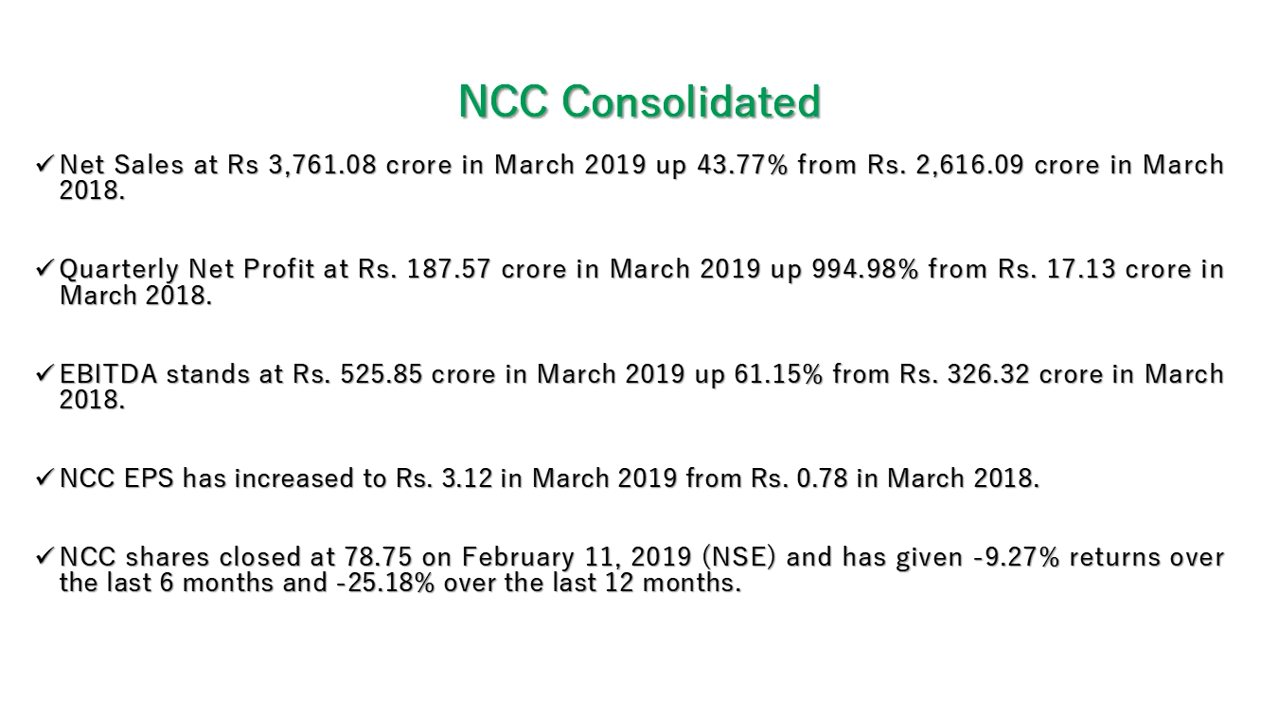 NCC Consolidated
✓Net Sales at Rs 3,761.08 crore in March 2019 up 43.77% from Rs. 2,616.09 crore in March
2018.
✓Quarterly Net Profit at Rs. 187.57 crore in March 2019 up 994.98% from Rs. 17.13 crore in
March 2018.
✓EBITDA stands at Rs. 525.85 crore in March 2019 up 61.15% from Rs. 326.32 crore in March
2018.
✓NCC EPS has increased to Rs. 3.12 in March 2019 from Rs. 0.78 in March 2018.
✓NCC shares closed at 78.75 on February 11, 2019 (NSE) and has given -9.27% returns over
the last 6 months and -25.18% over the last 12 months.